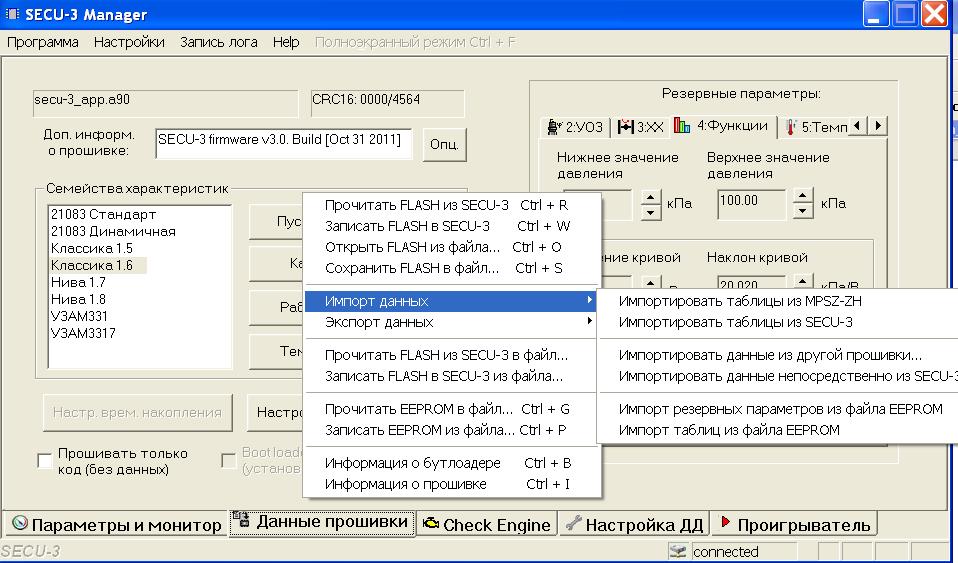 SECU-3 Manager
Программа Настройки Запись лога Help Полноэкранный режим Ctrl + F
secu-3_app.a90
CRC16: 0000/4564
Доп. информ.
о прошивке:
SECU-3 firmware v3.0. Build [Oct 31 2011]
Опц.
Семейства характеристик
21083 Стандарт
21083 Динамичная
Классика 1.5
Классика 1.6
Нива 1.7
Нива 1.8
УЗАМ331
УЗАМ3317
Настр. врем. накопления
Прошивать только
код (без данных)
Прочитать FLASH из SECU-3 Ctrl + R
Записать FLASH в SECU-3 Ctrl + W
Открыть FLASH из файла... Ctrl + O
Сохранить FLASH в файл... Ctrl + S
Импорт данных
Экспорт данных
Прочитать FLASH из SECU-3 в файл...
Записать FLASH в SECU-3 из файла...
Прочитать EEPROM в файл... Ctrl + G
Записать EEPROM из файла... Ctrl + P
Информация о бутлоадере Ctrl + B
Информация о прошивке Ctrl + I
Импортировать таблицы из MPSZ-ZH
Импортировать таблицы из SECU-3
Импортировать данные из другой прошивки...
Импортировать данные непосредственно из SECU-3
Импорт резервных параметров из файла EEPROM
Импорт таблиц из файла EEPROM
Резервные параметры:
2:УОЗ 3:ХХ 4:Функции 5:Темп
Нижнее значение
давления
кПа
Верхнее значение
давления
100.00 кПа
кривой
Наклон кривой
20.020 кПа/В
Параметры и монитор Данные прошивки Check Engine Настройка ДД Проигрыватель
SECU-3 connected